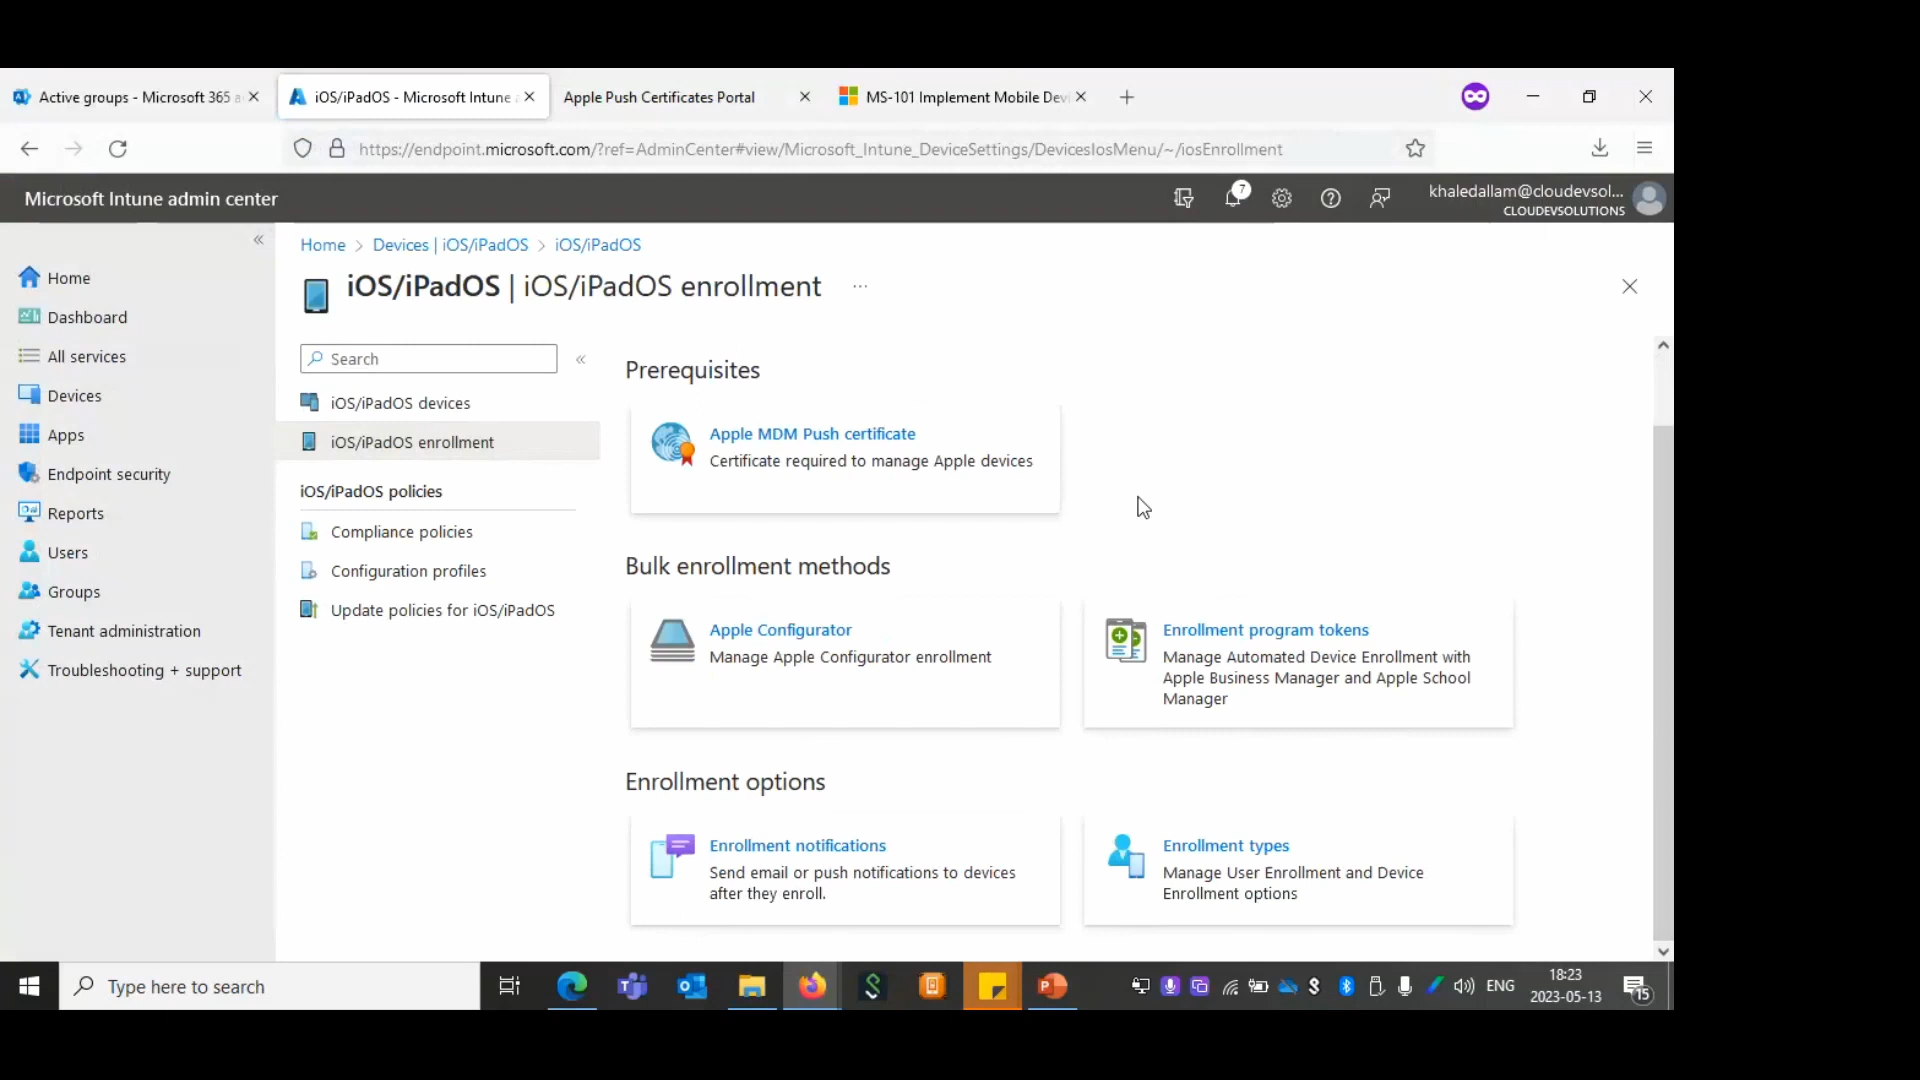 Active groups - Microsoft 365 a
iOS/iPadOS - Microsoft Intune
Apple Push Certificates Portal
MS-101 Implement Mobile Dev
https://endpoint.microsoft.com/?ref=AdminCenter#view/Microsoft_Intune_DeviceSettings/DevicesIosMenu/~/iosEnrollment
Microsoft Intune admin center
7
khaledallam@cloudevsol...
CLOUDEVSOLUTIONS
Home > Devices | iOS/iPadOS > iOS/iPadOS
iOS/iPadOS | iOS/iPadOS enrollment ...
Home
Dashboard
All services
Devices
Apps
Endpoint security
Reports
Users
Groups
Tenant administration
Troubleshooting + support
Search
iOS/iPadOS devices
iOS/iPadOS enrollment
iOS/iPadOS policies
Compliance policies
Configuration profiles
Update policies for iOS/iPadOS
Prerequisites
Apple MDM Push certificate
Certificate required to manage Apple devices
Bulk enrollment methods
Apple Configurator
Manage Apple Configurator enrollment
Enrollment program tokens
Manage Automated Device Enrollment with
Apple Business Manager and Apple School
Manager
Enrollment options
Enrollment notifications
Send email or push notifications to devices
after they enroll.
Enrollment types
Manage User Enrollment and Device
Enrollment options
Type here to search
ENG
18:23
2023-05-13
15